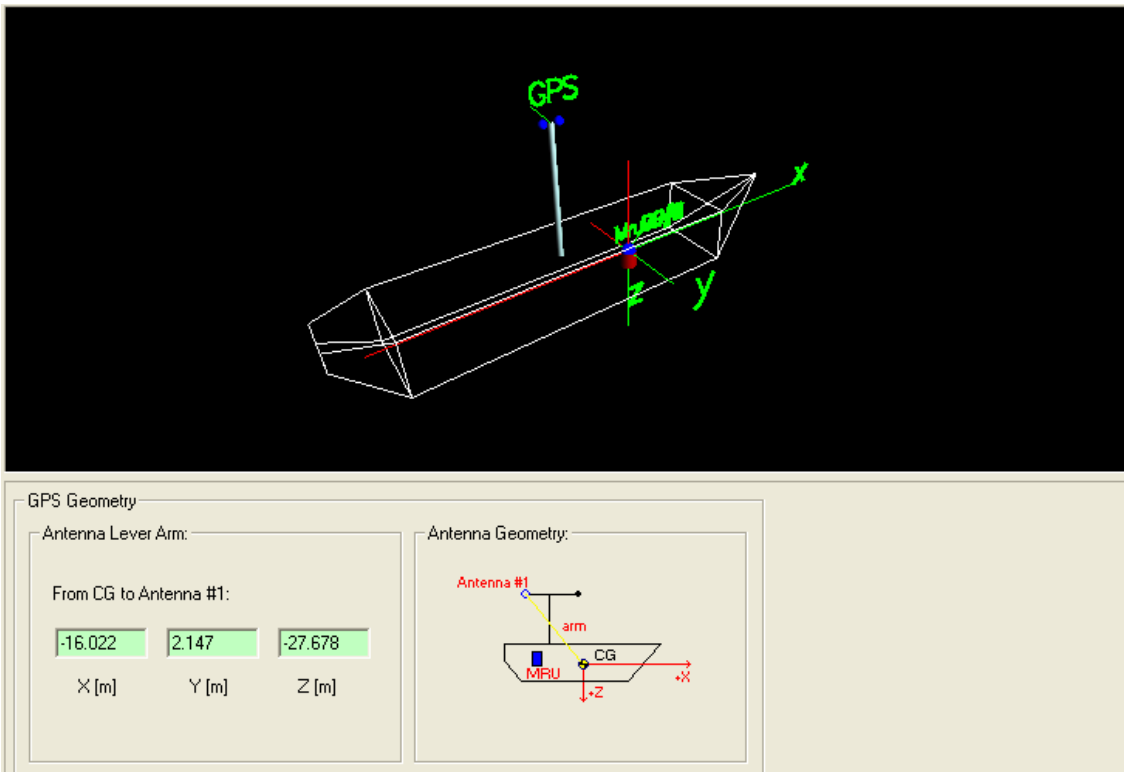 GPS
x
y
z
GPS Geometry
Antenna Lever Arm:
From CG to Antenna #1:
-16.022 2.147 -27.678
X [m] Y [m] Z [m]
Antenna Geometry:
Antenna #1
arm
CG
MRU
+X
+Z